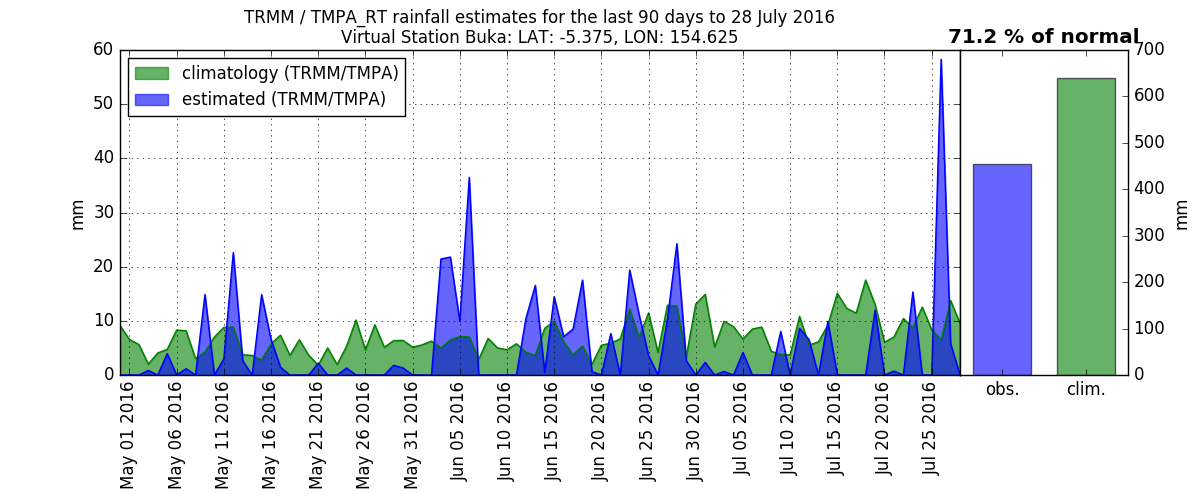 TRMM / TMPA_RT rainfall estimates for the last 90 days to 28 July 2016
Virtual Station Buka: LAT: -5.375, LON: 154.625
71.2 % of normal
climatology (TRMM/TMPA)
estimated (TRMM/TMPA)
60
50
40
30
20
10
0
mm
May 01 2016
May 06 2016
May 11 2016
May 16 2016
May 21 2016
May 26 2016
May 31 2016
Jun 05 2016
Jun 10 2016
Jun 15 2016
Jun 20 2016
Jun 25 2016
Jun 30 2016
Jul 05 2016
Jul 10 2016
Jul 15 2016
Jul 20 2016
Jul 25 2016
obs.
clim.
700
600
500
400
300
200
100
0
mm